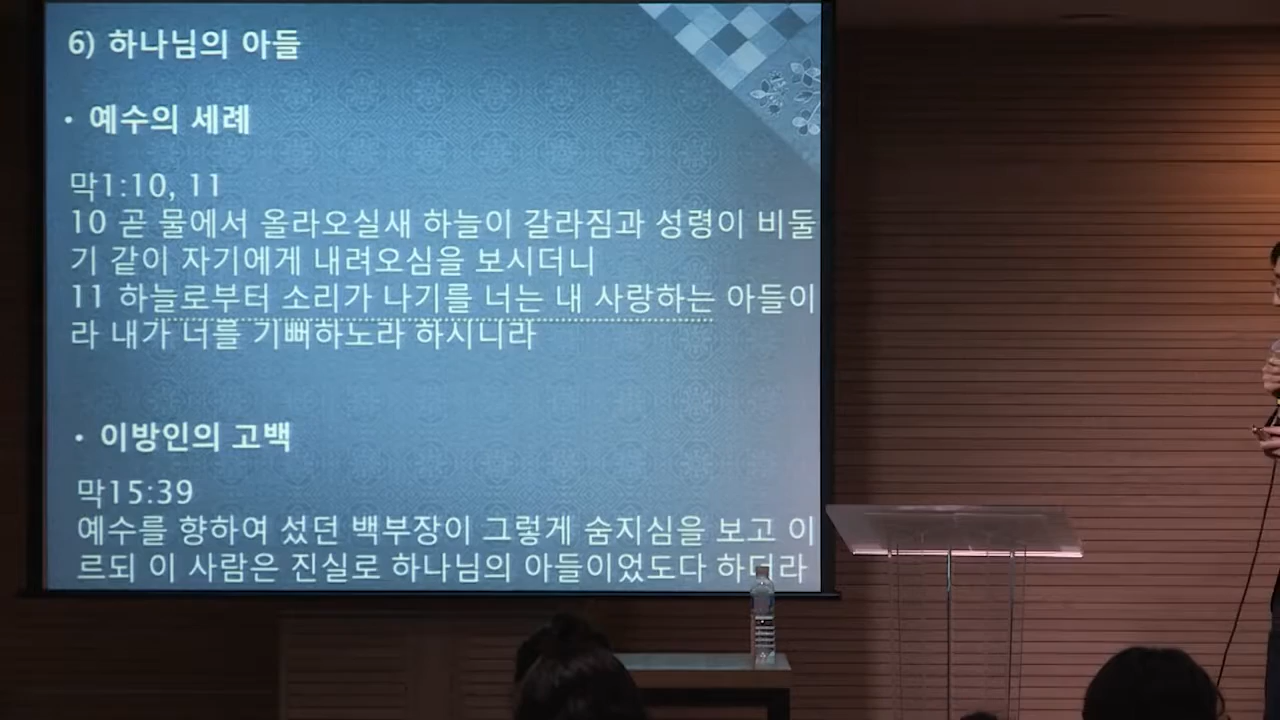 6) 하나님의 아들
• 예수의 세례
막1:10, 11
10 곧 물에서 올라오실새 하늘이 갈라짐과 성령이 비둘
기 같이 자기에게 내려오심을 보시더니
11 하늘로부터 소리가 나기를 너는 내 사랑하는 아들이
라 내가 너를 기뻐하노라 하시니라
• 이방인의 고백
막15:39
예수를 향하여 섰던 백부장이 그렇게 숨지심을 보고 이
르되 이 사람은 진실로 하나님의 아들이었도다 하더라